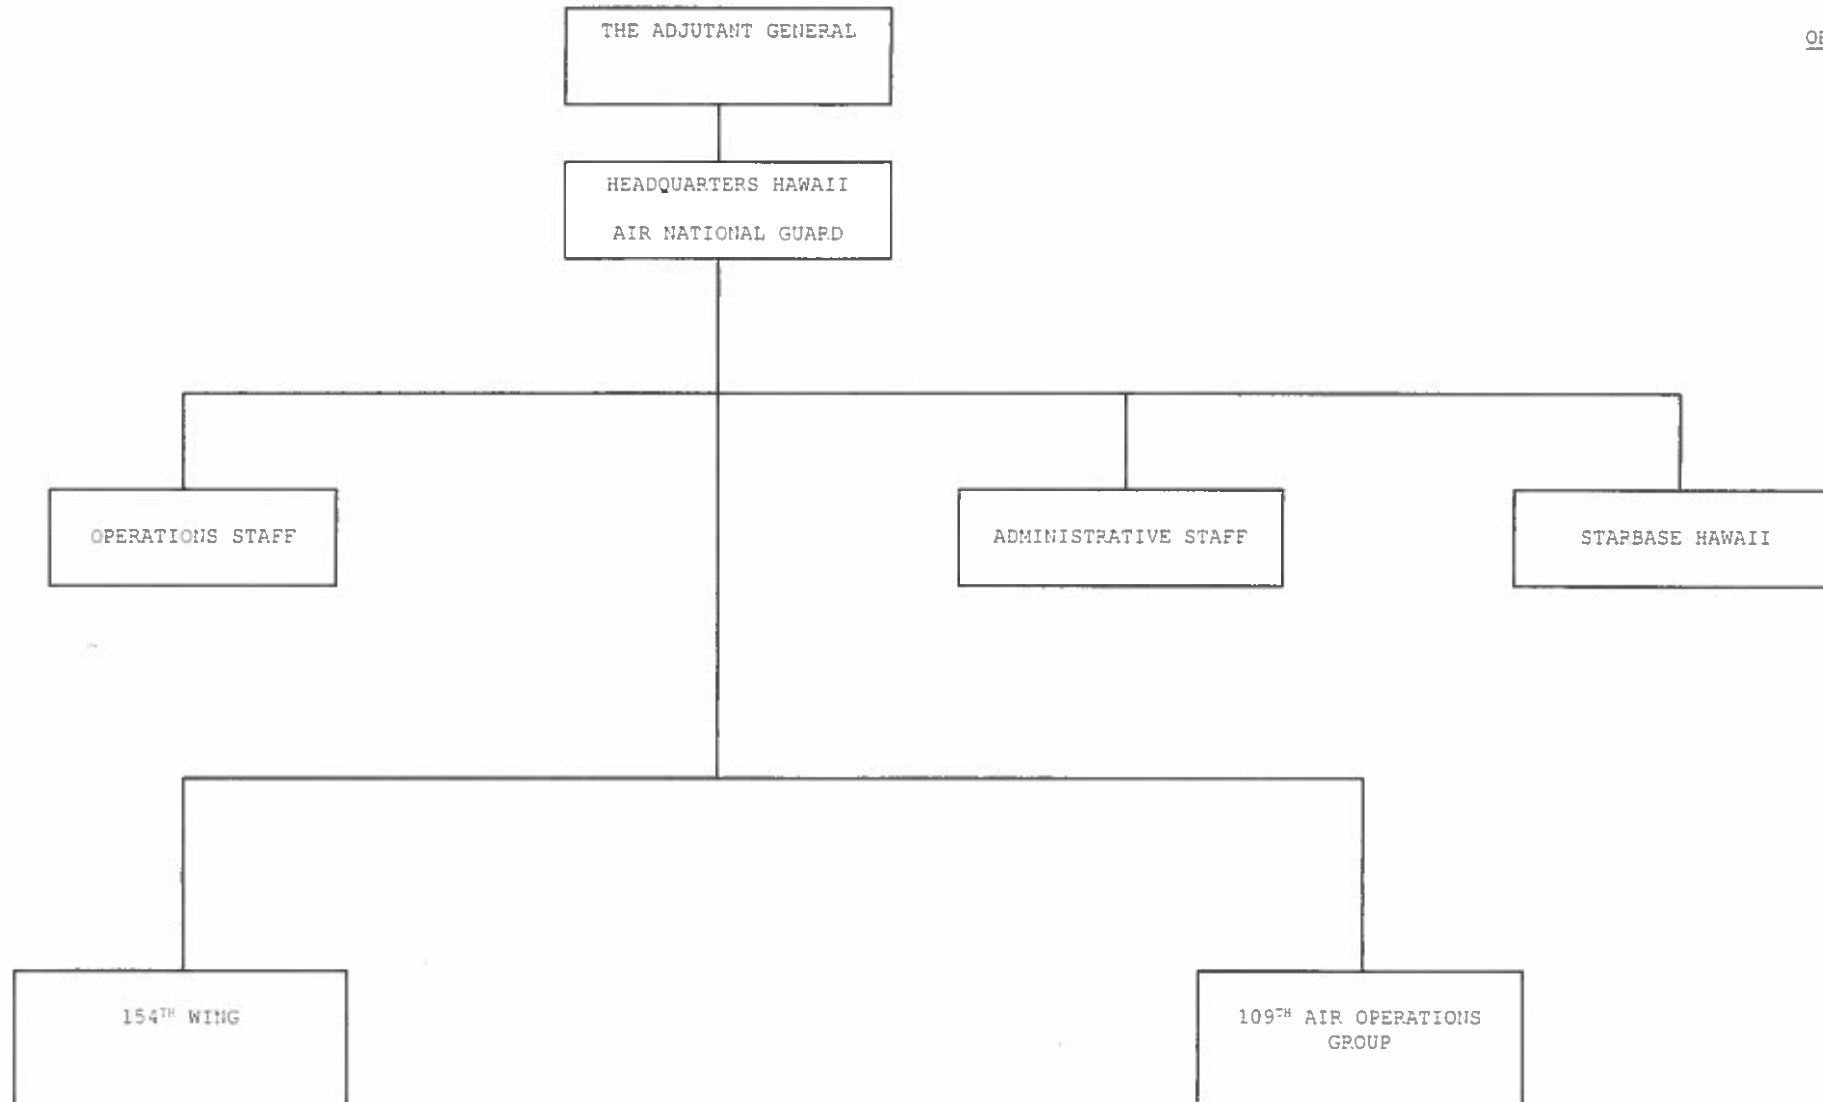 THE ADJUTANT GENERAL
HEADQUARTERS HAWAII
AIR NATIONAL GUARD
OPERATIONS STAFF
ADMINISTRATIVE STAFF
STARBASE HAWAII
154TH WING
109TH AIR OPERATIONS
GROUP